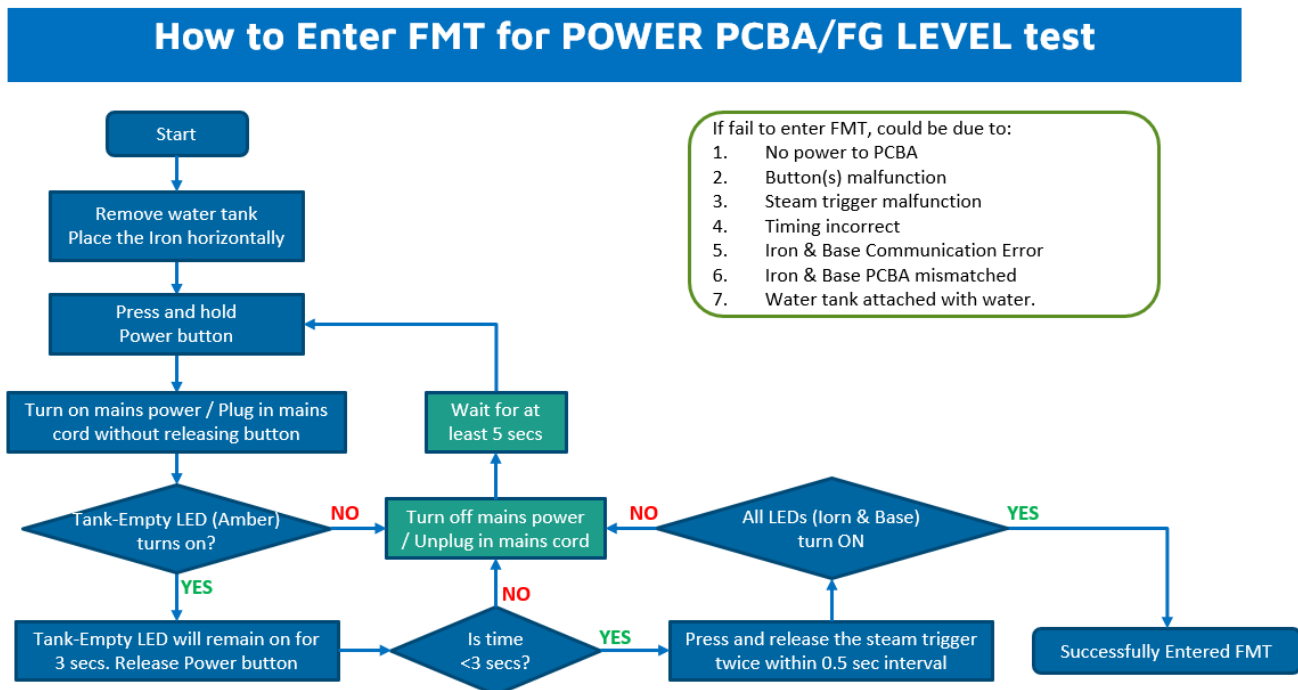 How to Enter FMT for POWER PCBA/FG LEVEL test
Start
If fail to enter FMT, could be due to:
1. No power to PCBA
2. Button(s) malfunction
3. Steam trigger malfunction
4. Timing incorrect
5. Iron & Base Communication Error
6. Iron & Base PCBA mismatched
7. Water tank attached with water.
Remove water tank
Place the Iron horizontally
Press and hold
Power button
Turn on mains power / Plug in mains
cord without releasing button
Wait for at
least 5 secs
Tank-Empty LED (Amber)
turns on?
NO
Turn off mains power
/ Unplug in mains cord
NO
All LEDs (Iorn & Base)
turn ON
YES
YES
NO
Tank-Empty LED will remain on for
3 secs. Release Power button
Is time
<3 secs?
YES
Press and release the steam trigger
twice within 0.5 sec interval
Successfully Entered FMT